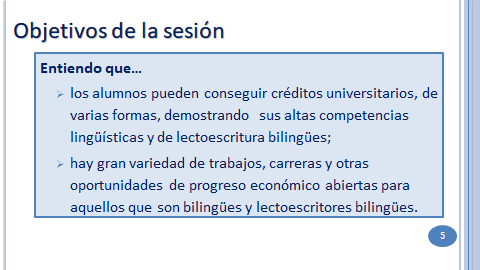 Objetivos de la sesión
Entiendo que…
➢ los alumnos pueden conseguir créditos universitarios, de
varias formas, demostrando sus altas competencias
lingüísticas y de lectoescritura bilingües;
➢ hay gran variedad de trabajos, carreras y otras
oportunidades de progreso económico abiertas para
aquellos que son bilingües y lectoescritores bilingües.
5